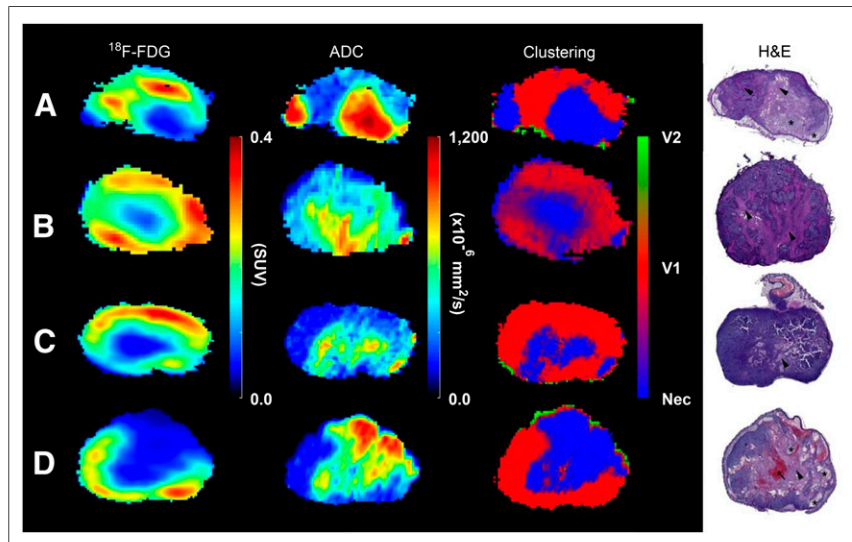 ¹⁸F-FDG ADC Clustering H&E
A
0.4 1,200 V2
B
(SUV) (x10⁻⁶ mm²/s) V1
C
0.0 0.0 Nec
D